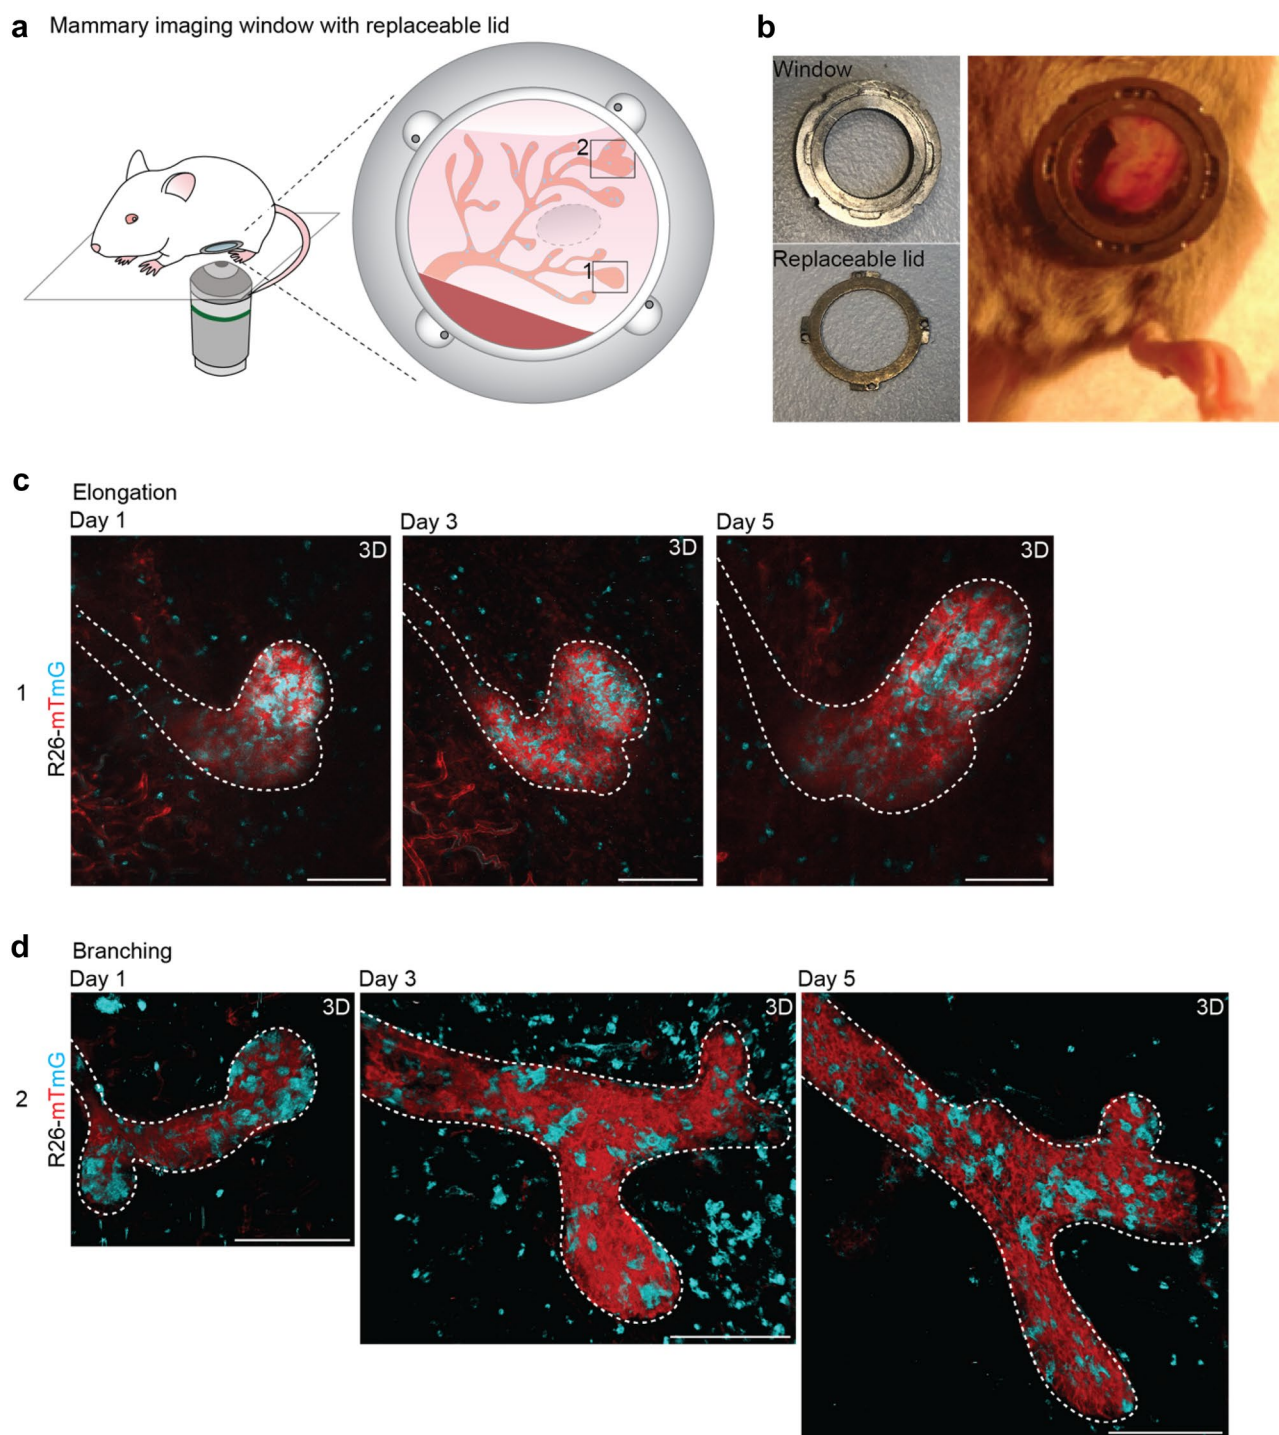 a Mammary imaging window with replaceable lid
2
1
b
Window
Replaceable lid
c
Elongation
Day 1
Day 3
Day 5
3D
3D
3D
1
R26-mTmG
d
Branching
Day 1
Day 3
Day 5
3D
3D
3D
2
R26-mTmG